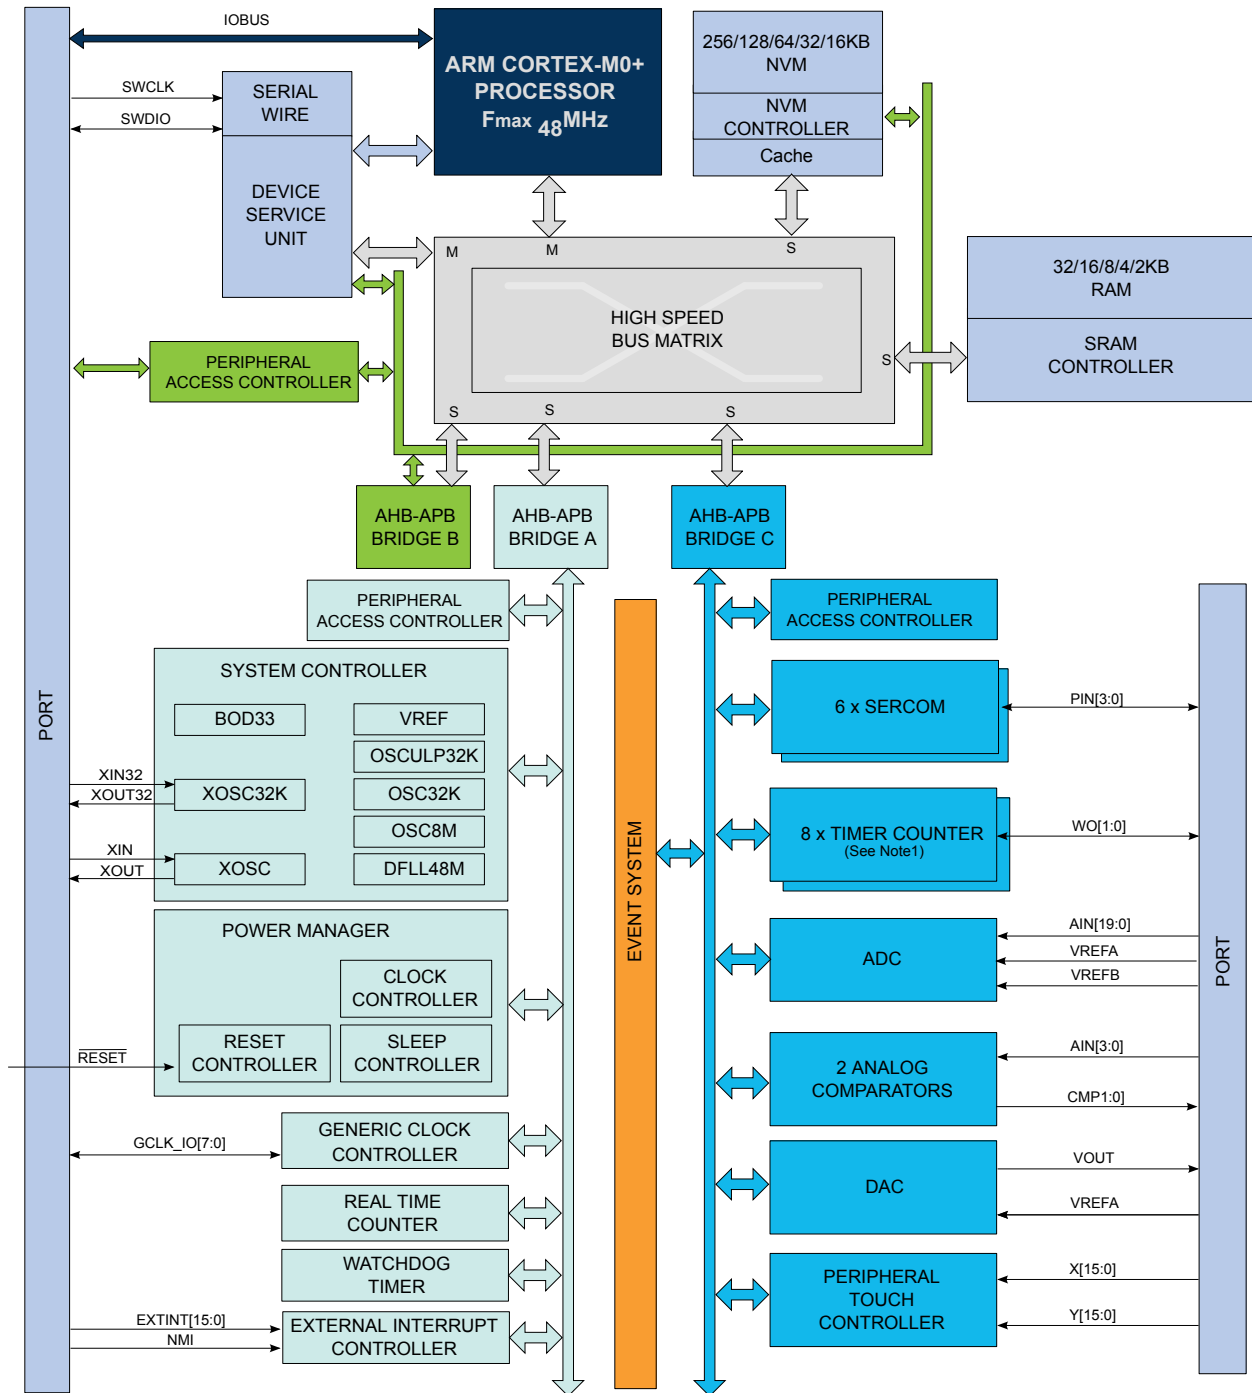 IOBUS
ARM CORTEX-M0+
PROCESSOR
Fmax 48MHz
256/128/64/32/16KB
NVM
NVM
CONTROLLER
Cache
SWCLK
SWDIO
SERIAL
WIRE
DEVICE
SERVICE
UNIT
M
M
S
HIGH SPEED
BUS MATRIX
S
S
S
S
32/16/8/4/2KB
RAM
SRAM
CONTROLLER
PERIPHERAL
ACCESS CONTROLLER
AHB-APB
BRIDGE B
AHB-APB
BRIDGE A
AHB-APB
BRIDGE C
PORT
PERIPHERAL
ACCESS CONTROLLER
SYSTEM CONTROLLER
BOD33
VREF
OSCULP32K
XIN32
XOUT32
XOSC32K
OSC32K
OSC8M
XIN
XOUT
XOSC
DFLL48M
POWER MANAGER
CLOCK
CONTROLLER
RESET
RESET
CONTROLLER
SLEEP
CONTROLLER
GCLK_IO[7:0]
GENERIC CLOCK
CONTROLLER
REAL TIME
COUNTER
WATCHDOG
TIMER
EXTINT[15:0]
NMI
EXTERNAL INTERRUPT
CONTROLLER
EVENT SYSTEM
PERIPHERAL
ACCESS CONTROLLER
6 x SERCOM
PIN[3:0]
8 x TIMER COUNTER
(See Note1)
WO[1:0]
ADC
AIN[19:0]
VREFA
VREFB
2 ANALOG
COMPARATORS
AIN[3:0]
CMP1:0]
DAC
VOUT
VREFA
PERIPHERAL
TOUCH
CONTROLLER
X[15:0]
Y[15:0]
PORT